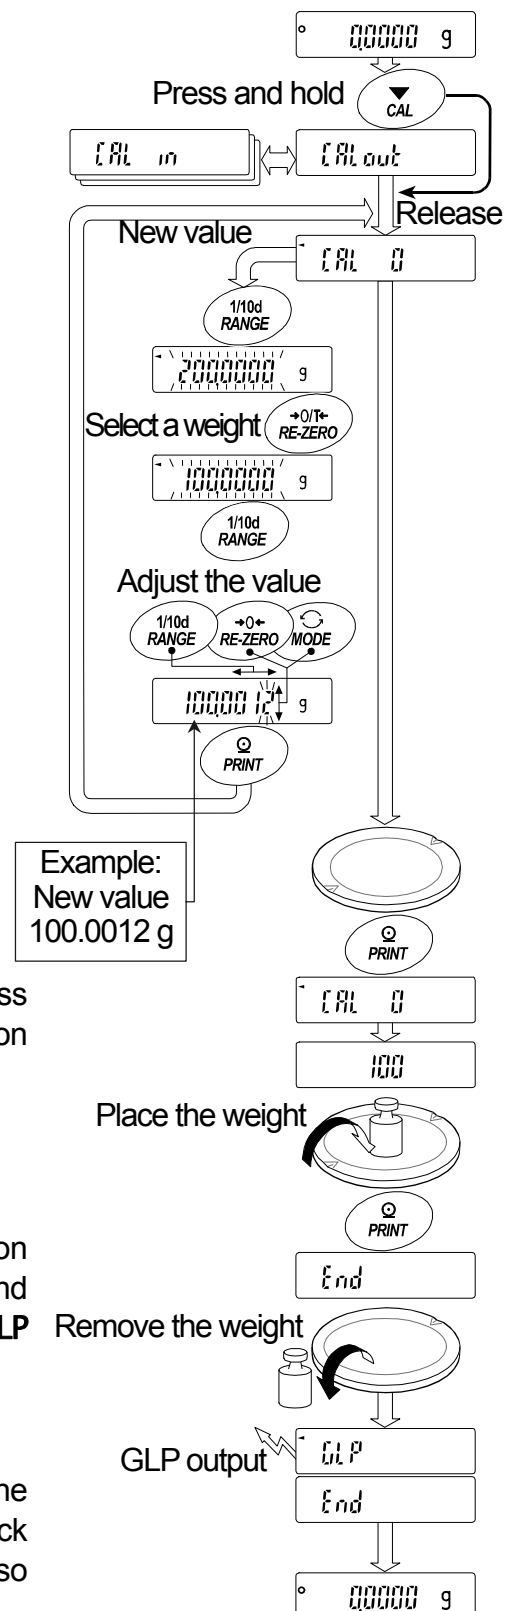 0.0000 g
Press and hold
CAL
CAL in
CAL out
Release
New value
CAL 0
1/10d
RANGE
200.0000 g
Select a weight
→0/T←
RE-ZERO
100.0000 g
1/10d
RANGE
Adjust the value
1/10d
RANGE
→0←
RE-ZERO
MODE
100.0012 g
PRINT
Example:
New value
100.0012 g
PRINT
ss
CAL 0
on
100
Place the weight
PRINT
on
End
nd
LP
Remove the weight
GLP output
GLP
End
ne
ck
so
0.0000 g